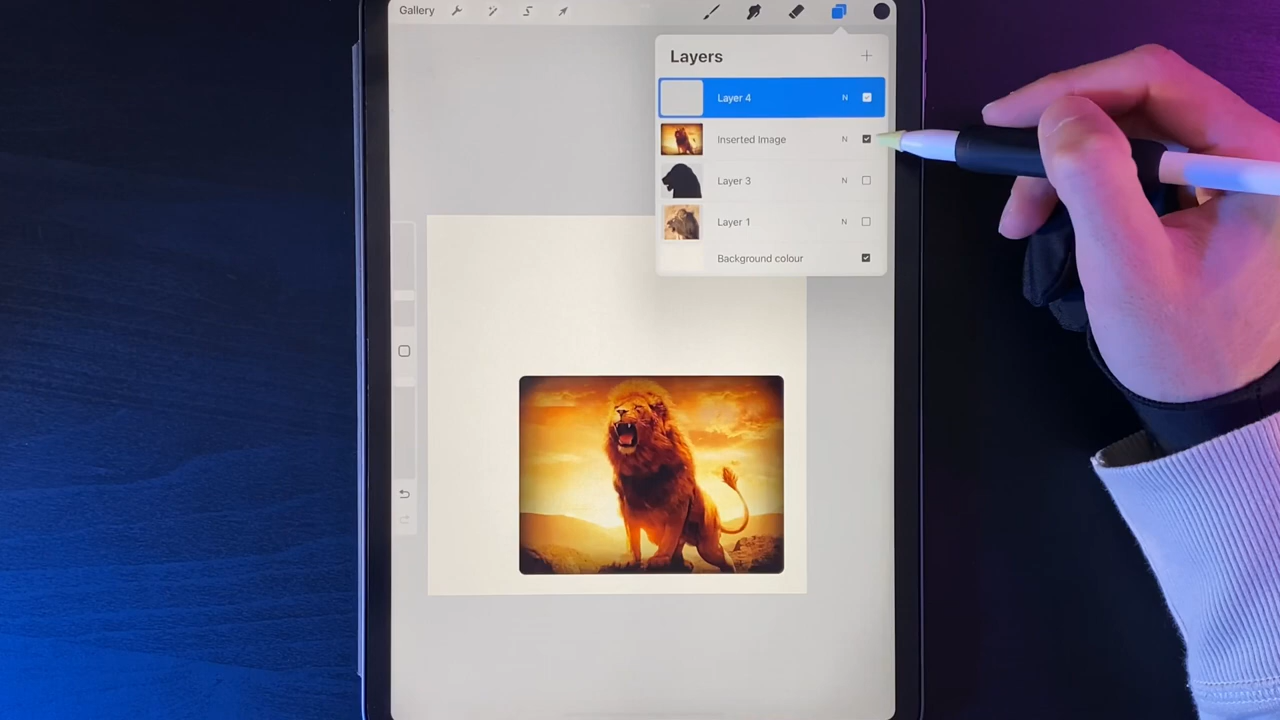 Gallery
Layers
Layer 4 N
Inserted Image N
Layer 3 N
Layer 1 N
Background colour